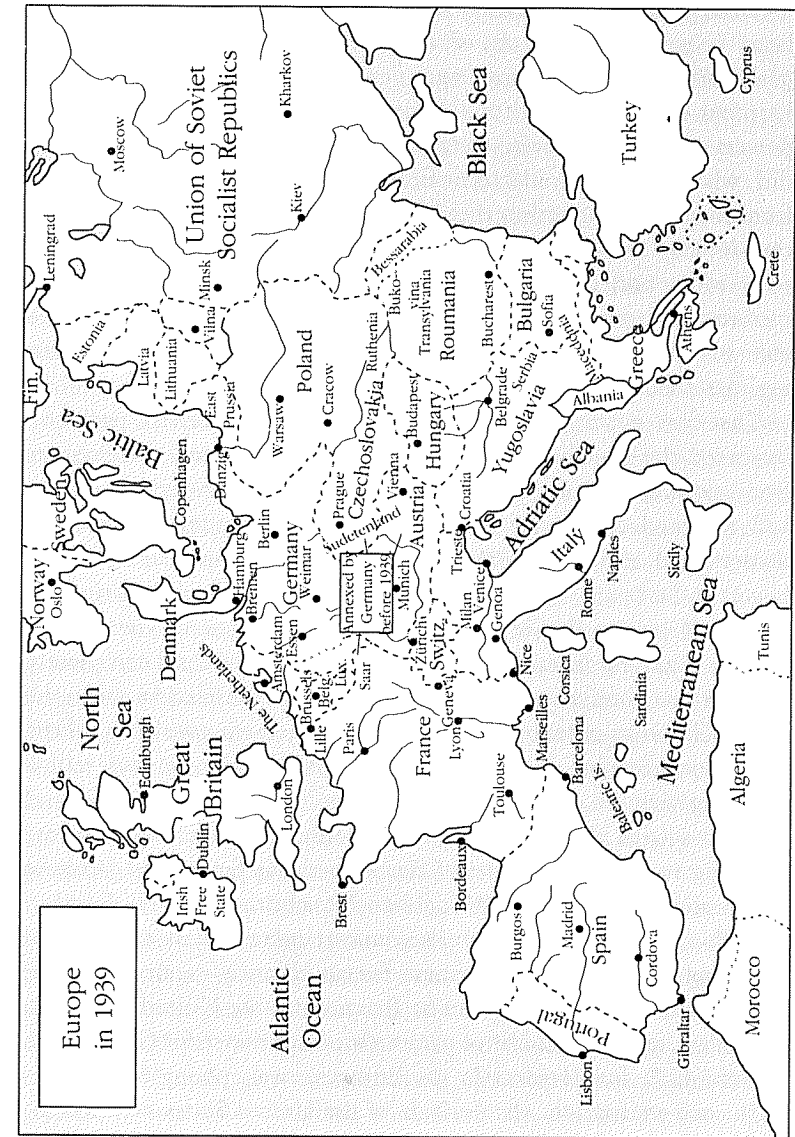 Europe
in 1939
Atlantic
Ocean
North
Sea
Norway
Oslo
Sweden
Fin.
Baltic Sea
Leningrad
Estonia
Latvia
Lithuania
Vilna
Minsk
Moscow
Union of Soviet
Socialist Republics
Kharkov
Kiev
Edinburgh
Great
Britain
Irish
Free
State
Dublin
London
Denmark
Copenhagen
Hamburg
Bremen
Danzig
East
Prussia
The Netherlands
Amsterdam
Essen
Germany
Weimar
Berlin
Warsaw
Poland
Cracow
Brussels
Belg.
Lux.
Saar
Lille
Paris
Brest
Annexed by
Germany
before 1939
Munich
Prague
Sudetenland
Czechoslovakia
Ruthenia
Vienna
Austria
Budapest
Hungary
Buko-
vina
Transylvania
Roumania
Bucharest
Bessarabia
Black Sea
France
Lyon
Geneva
Switz.
Zurich
Toulouse
Bordeaux
Marseilles
Nice
Milan
Venice
Genoa
Trieste
Croatia
Adriatic Sea
Italy
Rome
Naples
Sicily
Corsica
Sardinia
Belgrade
Serbia
Yugoslavia
Bulgaria
Sofia
Macedonia
Albania
Greece
Athens
Crete
Turkey
Cyprus
Burgos
Madrid
Spain
Cordova
Barcelona
Balearic Is.
Portugal
Lisbon
Gibraltar
Mediterranean Sea
Morocco
Algeria
Tunis